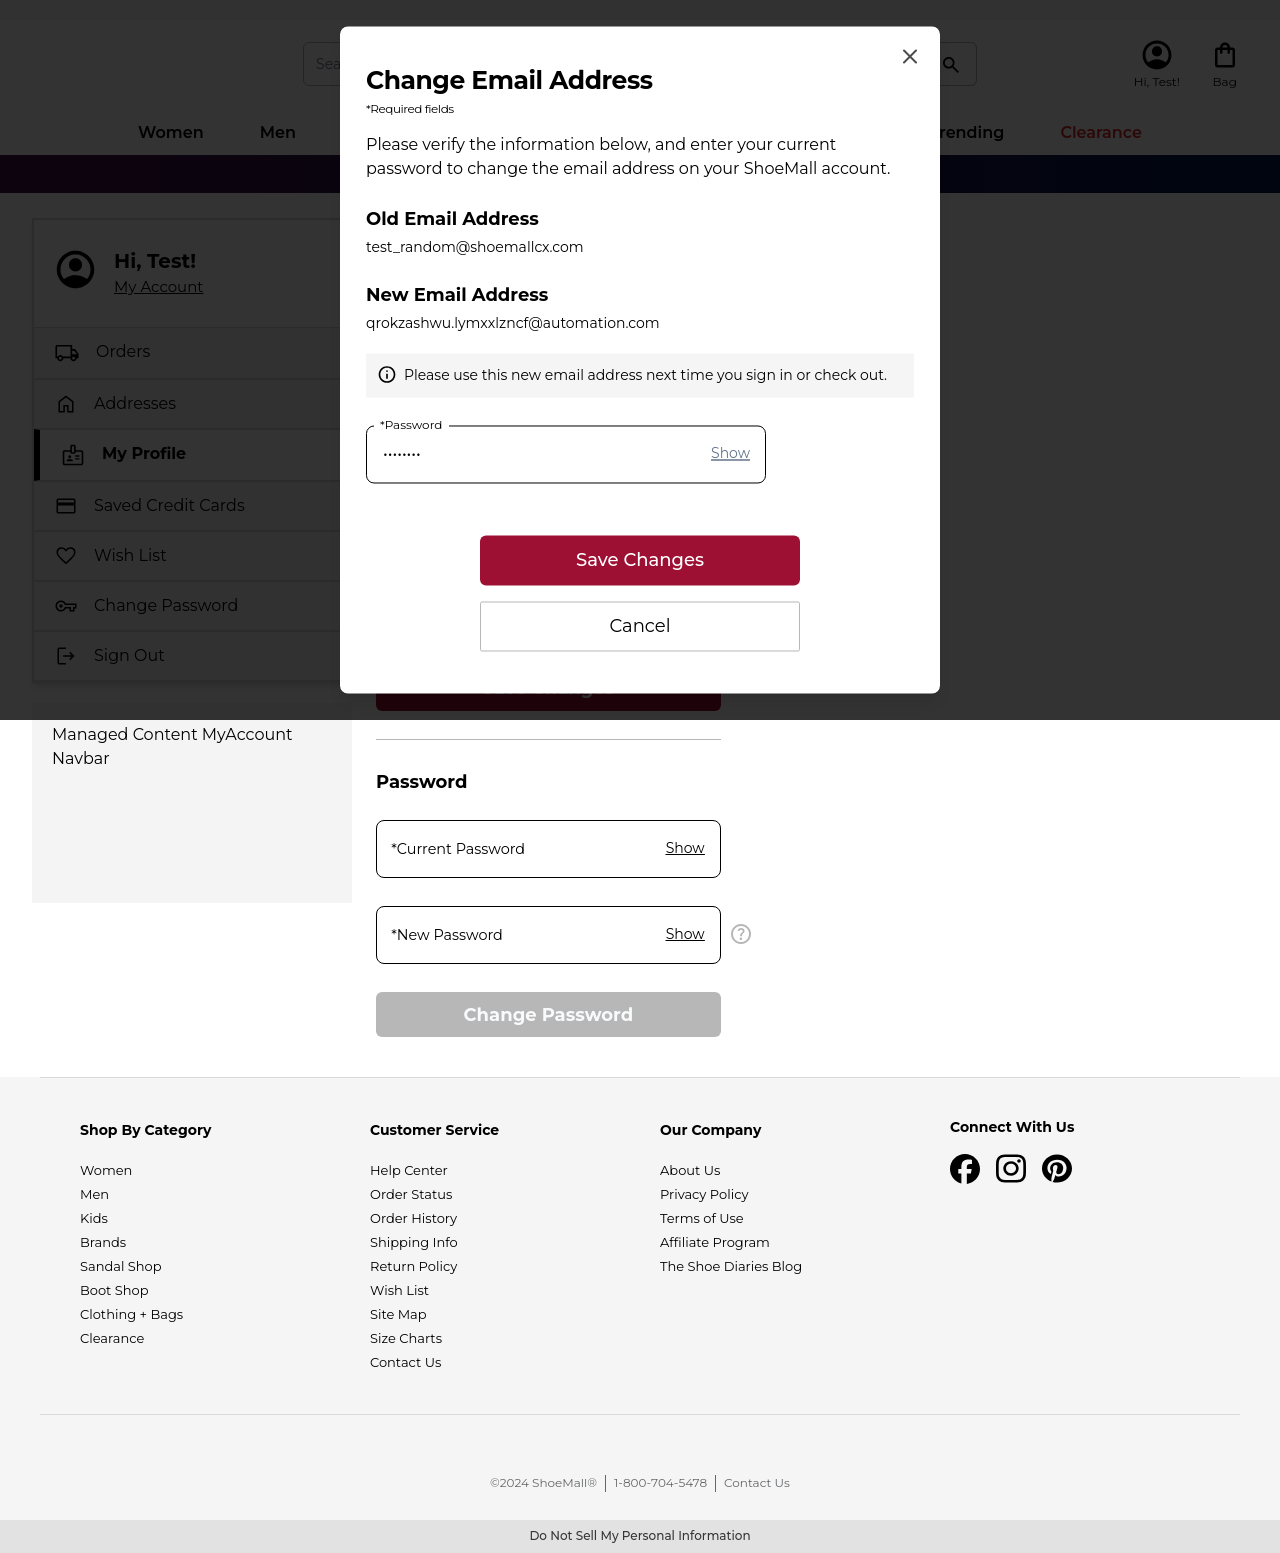 Sea
Hi, Test!
Bag
Women
Men
rending
Clearance
Hi, Test!
My Account
Orders
Addresses
My Profile
Saved Credit Cards
Wish List
Change Password
Sign Out
Managed Content MyAccount
Navbar
Change Email Address
*Required fields
Please verify the information below, and enter your current
password to change the email address on your ShoeMall account.
Old Email Address
test_random@shoemallcx.com
New Email Address
qrokzashwu.lymxxlzncf@automation.com
Please use this new email address next time you sign in or check out.
*Password
•••••••• Show
Save Changes
Cancel
Password
*Current Password Show
*New Password Show
Change Password
Shop By Category
Women
Men
Kids
Brands
Sandal Shop
Boot Shop
Clothing + Bags
Clearance
Customer Service
Help Center
Order Status
Order History
Shipping Info
Return Policy
Wish List
Site Map
Size Charts
Contact Us
Our Company
About Us
Privacy Policy
Terms of Use
Affiliate Program
The Shoe Diaries Blog
Connect With Us
©2024 ShoeMall® | 1-800-704-5478 | Contact Us
Do Not Sell My Personal Information